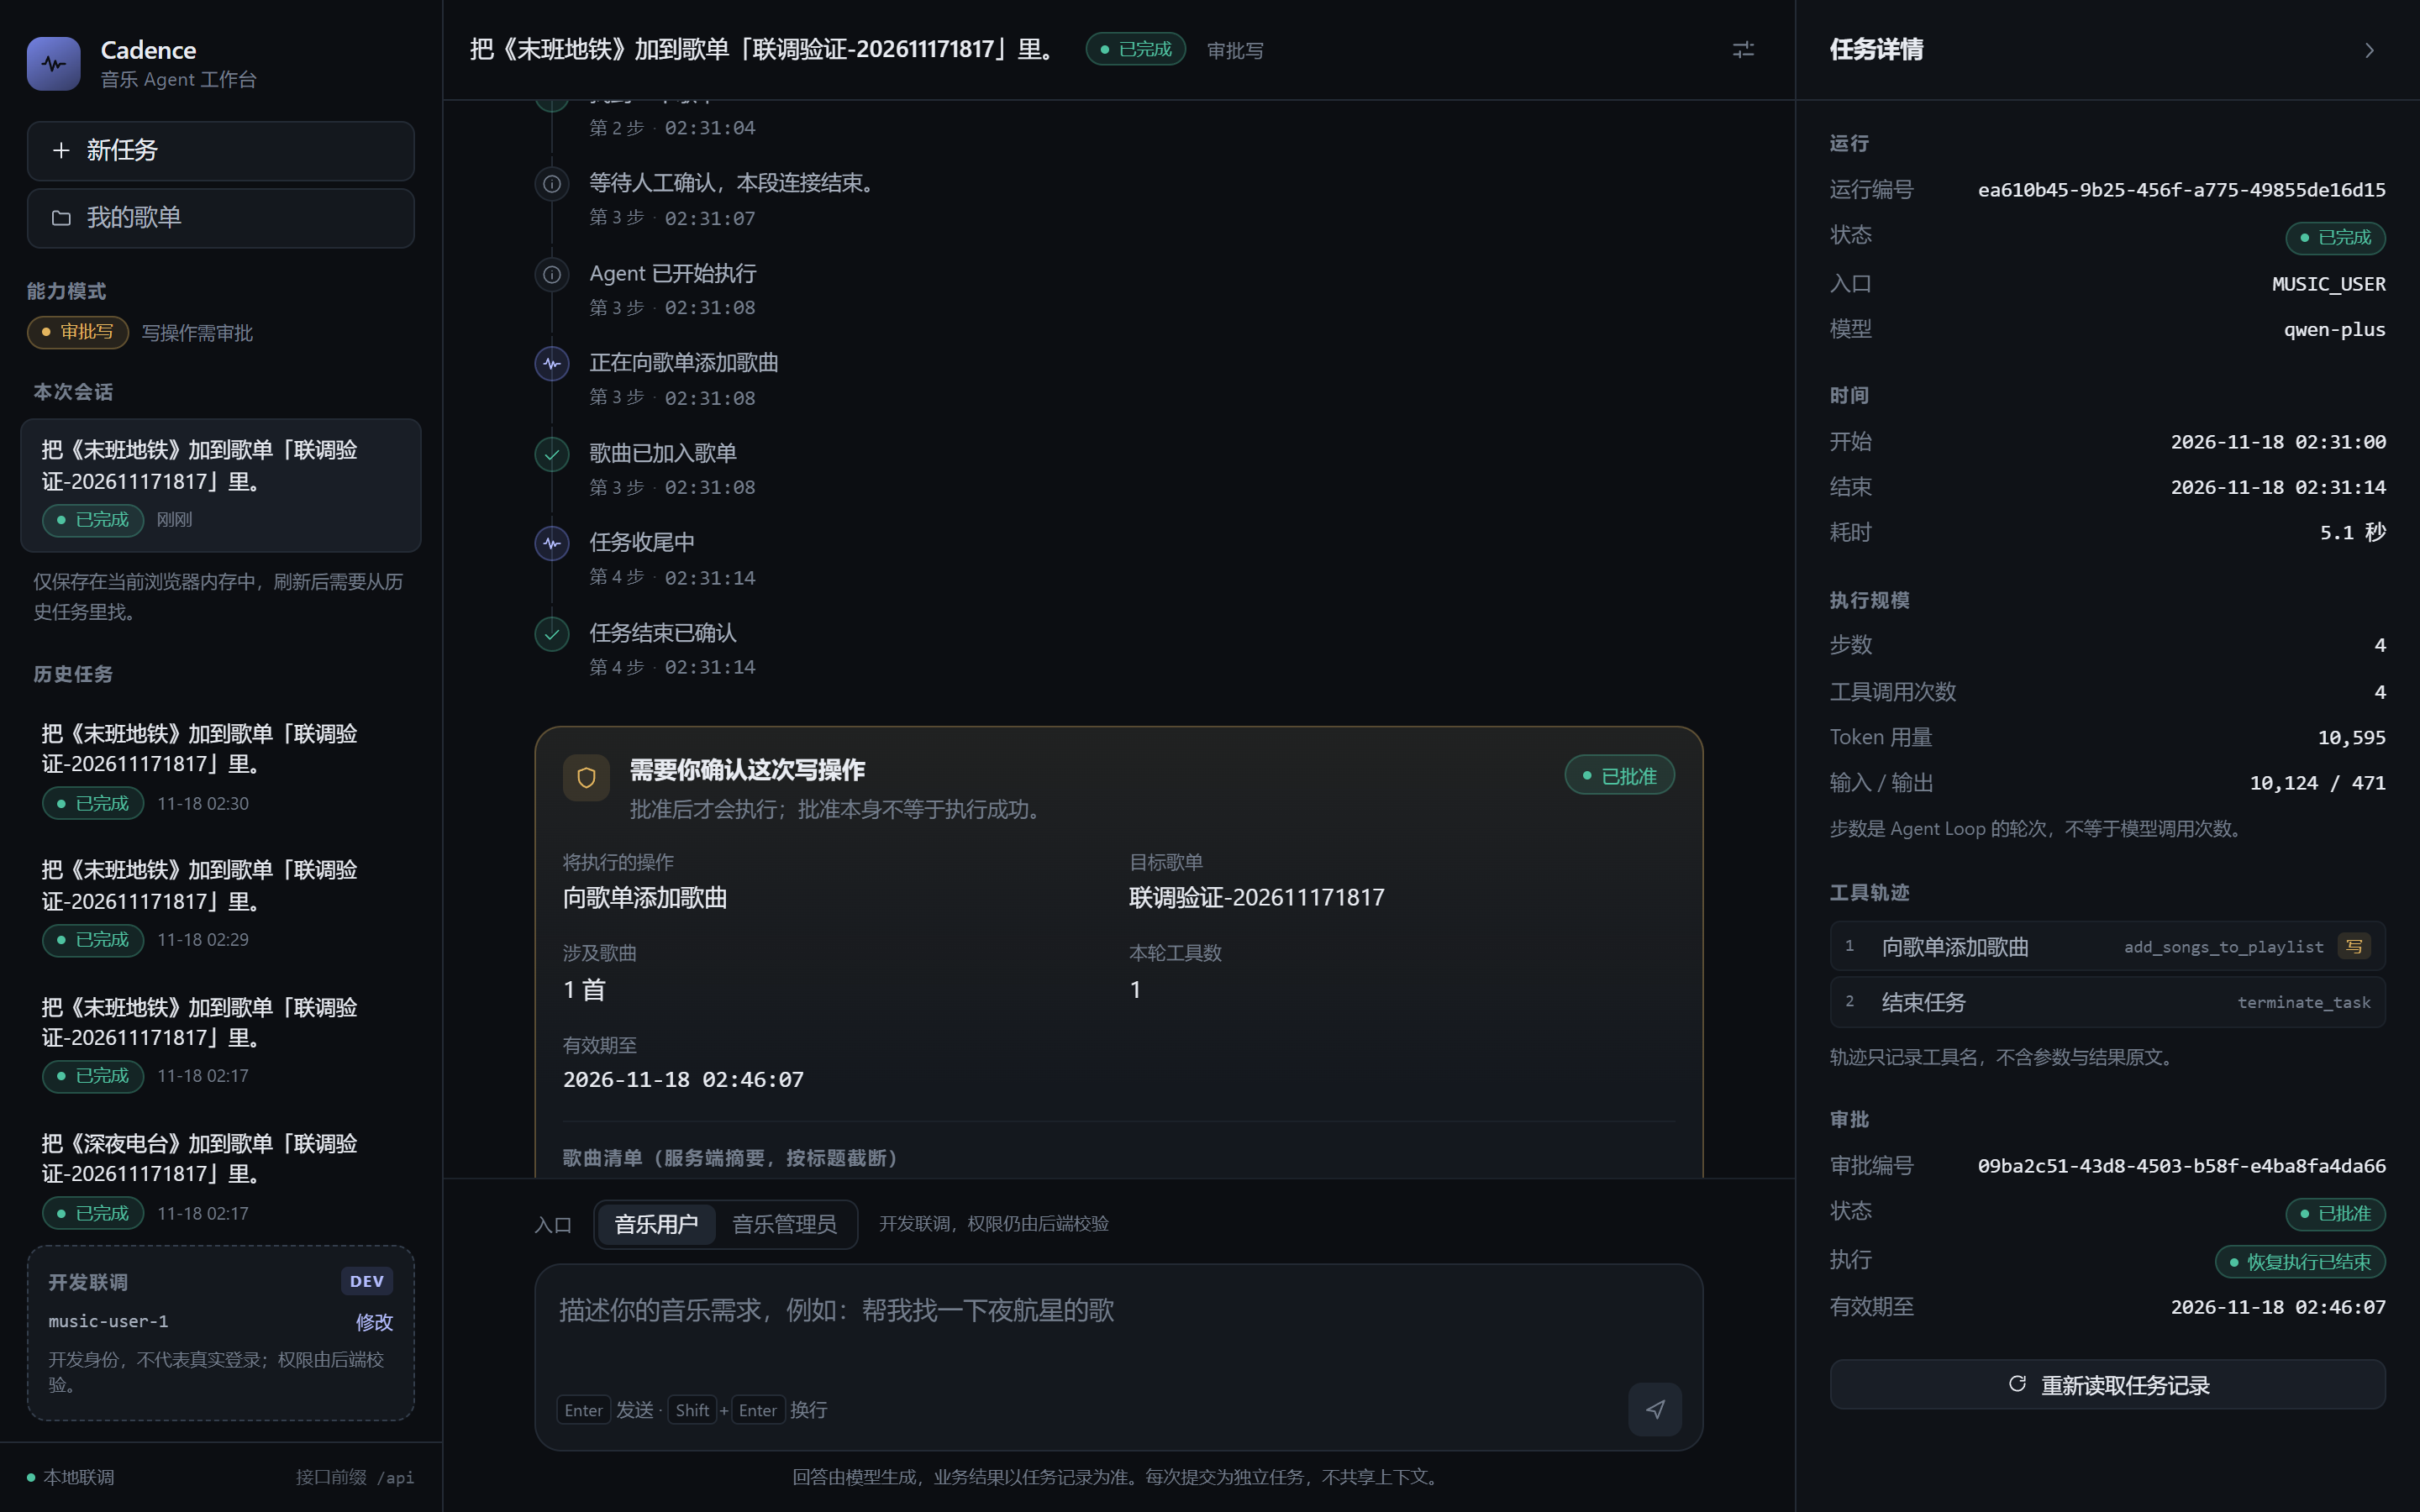 Cadence
音乐 Agent 工作台
新任务
我的歌单
能力模式
审批写 写操作需审批
本次会话
把《末班地铁》加到歌单「联调验
证-202611171817」里。
已完成 刚刚
仅保存在当前浏览器内存中，刷新后需要从历
史任务里找。
历史任务
把《末班地铁》加到歌单「联调验
证-202611171817」里。
已完成 11-18 02:30
把《末班地铁》加到歌单「联调验
证-202611171817」里。
已完成 11-18 02:29
把《末班地铁》加到歌单「联调验
证-202611171817」里。
已完成 11-18 02:17
把《深夜电台》加到歌单「联调验
证-202611171817」里。
已完成 11-18 02:17
开发联调 DEV
music-user-1 修改
开发身份，不代表真实登录；权限由后端校
验。
本地联调 接口前缀 /api
把《末班地铁》加到歌单「联调验证-202611171817」里。 已完成 审批写
第 2 步 · 02:31:04
等待人工确认，本段连接结束。
第 3 步 · 02:31:07
Agent 已开始执行
第 3 步 · 02:31:08
正在向歌单添加歌曲
第 3 步 · 02:31:08
歌曲已加入歌单
第 3 步 · 02:31:08
任务收尾中
第 4 步 · 02:31:14
任务结束已确认
第 4 步 · 02:31:14
需要你确认这次写操作 已批准
批准后才会执行；批准本身不等于执行成功。
将执行的操作 目标歌单
向歌单添加歌曲 联调验证-202611171817
涉及歌曲 本轮工具数
1 首 1
有效期至
2026-11-18 02:46:07
歌曲清单（服务端摘要，按标题截断）
入口 音乐用户 音乐管理员 开发联调，权限仍由后端校验
描述你的音乐需求，例如：帮我找一下夜航星的歌
Enter 发送 · Shift + Enter 换行
回答由模型生成，业务结果以任务记录为准。每次提交为独立任务，不共享上下文。
任务详情
运行
运行编号 ea610b45-9b25-456f-a775-49855de16d15
状态 已完成
入口 MUSIC_USER
模型 qwen-plus
时间
开始 2026-11-18 02:31:00
结束 2026-11-18 02:31:14
耗时 5.1 秒
执行规模
步数 4
工具调用次数 4
Token 用量 10,595
输入 / 输出 10,124 / 471
步数是 Agent Loop 的轮次，不等于模型调用次数。
工具轨迹
1 向歌单添加歌曲 add_songs_to_playlist 写
2 结束任务 terminate_task
轨迹只记录工具名，不含参数与结果原文。
审批
审批编号 09ba2c51-43d8-4503-b58f-e4ba8fa4da66
状态 已批准
执行 恢复执行已结束
有效期至 2026-11-18 02:46:07
重新读取任务记录